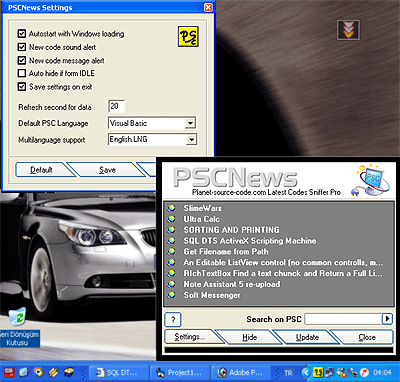 PSCNews Settings
Autostart with Windows loading
New code sound alert
New code message alert
Auto hide if form IDLE
Save settings on exit
Refresh second for data
20
Default PSC Language
Visual Basic
Multilanguage support
English.LNG
Default
Save
PSCNews
Planet-source-code.com Latest Codes Sniffer Pro
PSC
SlimeWars
Ultra Calc
SORTING AND PRINTING
SQL DTS ActiveX Scripting Machine
Get Filename from Path
An Editable ListView control (no common controlls, m...
RIchTextBox Find a text chunck and Return a Full Li...
Note Assistant 5 re-upload
Soft Messenger
?
Search on PSC
Settings...
Hide
Update
Close
eri Dönüşüm
Kutusu
SQL DT...
Project1...
Adobe P...
TR
04:04